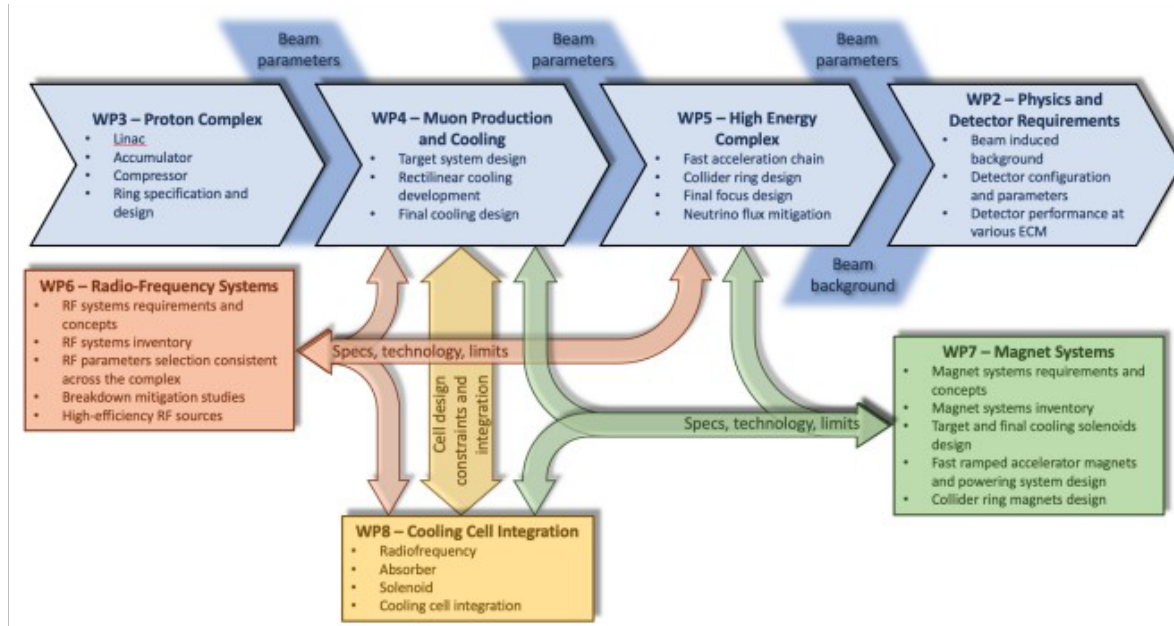 Beam
parameters
Beam
parameters
Beam
parameters
WP3 – Proton Complex
• Linac
• Accumulator
• Compressor
• Ring specification and
design
WP4 – Muon Production
and Cooling
• Target system design
• Rectilinear cooling
development
• Final cooling design
WP5 – High Energy
Complex
• Fast acceleration chain
• Collider ring design
• Final focus design
• Neutrino flux mitigation
WP2 – Physics and
Detector Requirements
• Beam induced
background
• Detector configuration
and parameters
• Detector performance at
various ECM
Beam
background
WP6 – Radio-Frequency Systems
• RF systems requirements and
concepts
• RF systems inventory
• RF parameters selection consistent
across the complex
• Breakdown mitigation studies
• High-efficiency RF sources
Specs, technology, limits
Cell design
constraints and
integration
Specs, technology, limits
WP7 – Magnet Systems
• Magnet systems requirements and
concepts
• Magnet systems inventory
• Target and final cooling solenoids
design
• Fast ramped accelerator magnets
and powering system design
• Collider ring magnets design
WP8 – Cooling Cell Integration
• Radiofrequency
• Absorber
• Solenoid
• Cooling cell integration